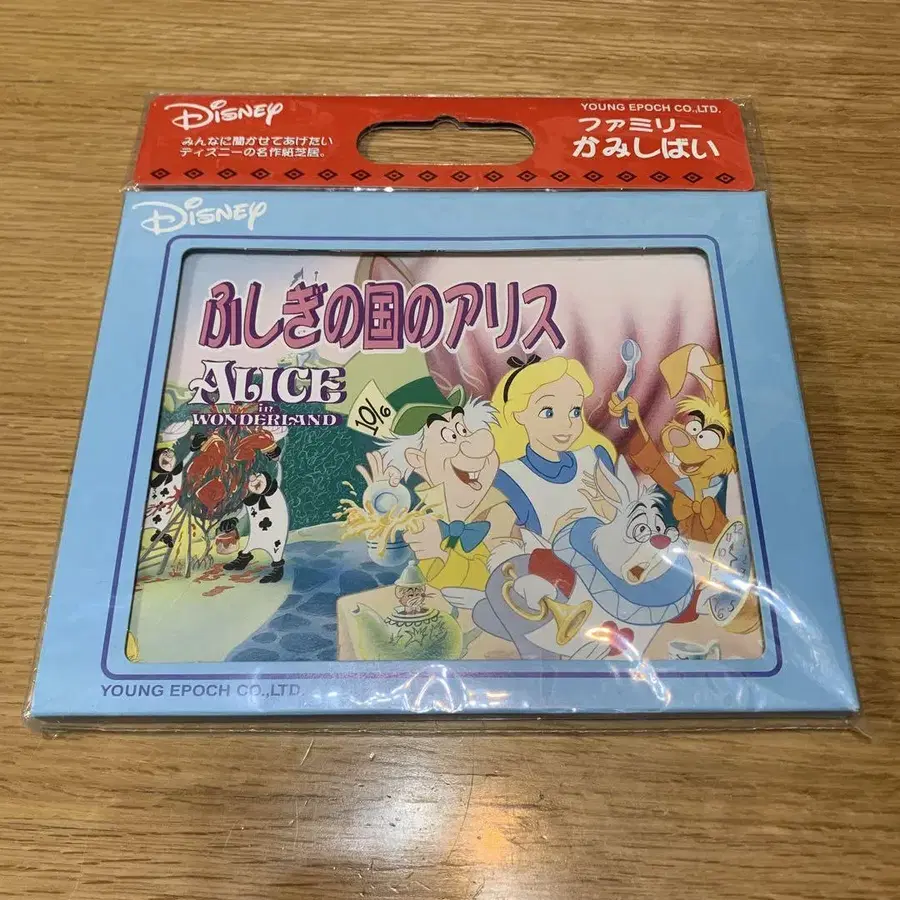 Disney
みんなに聞かせてあげたい
ディズニーの名作紙芝居。
YOUNG EPOCH CO.,LTD.
ファミリー
かみしばい
Disney
ふしぎの国のアリス
ALICE
in
WONDERLAND
10/6
YOUNG EPOCH CO.,LTD.